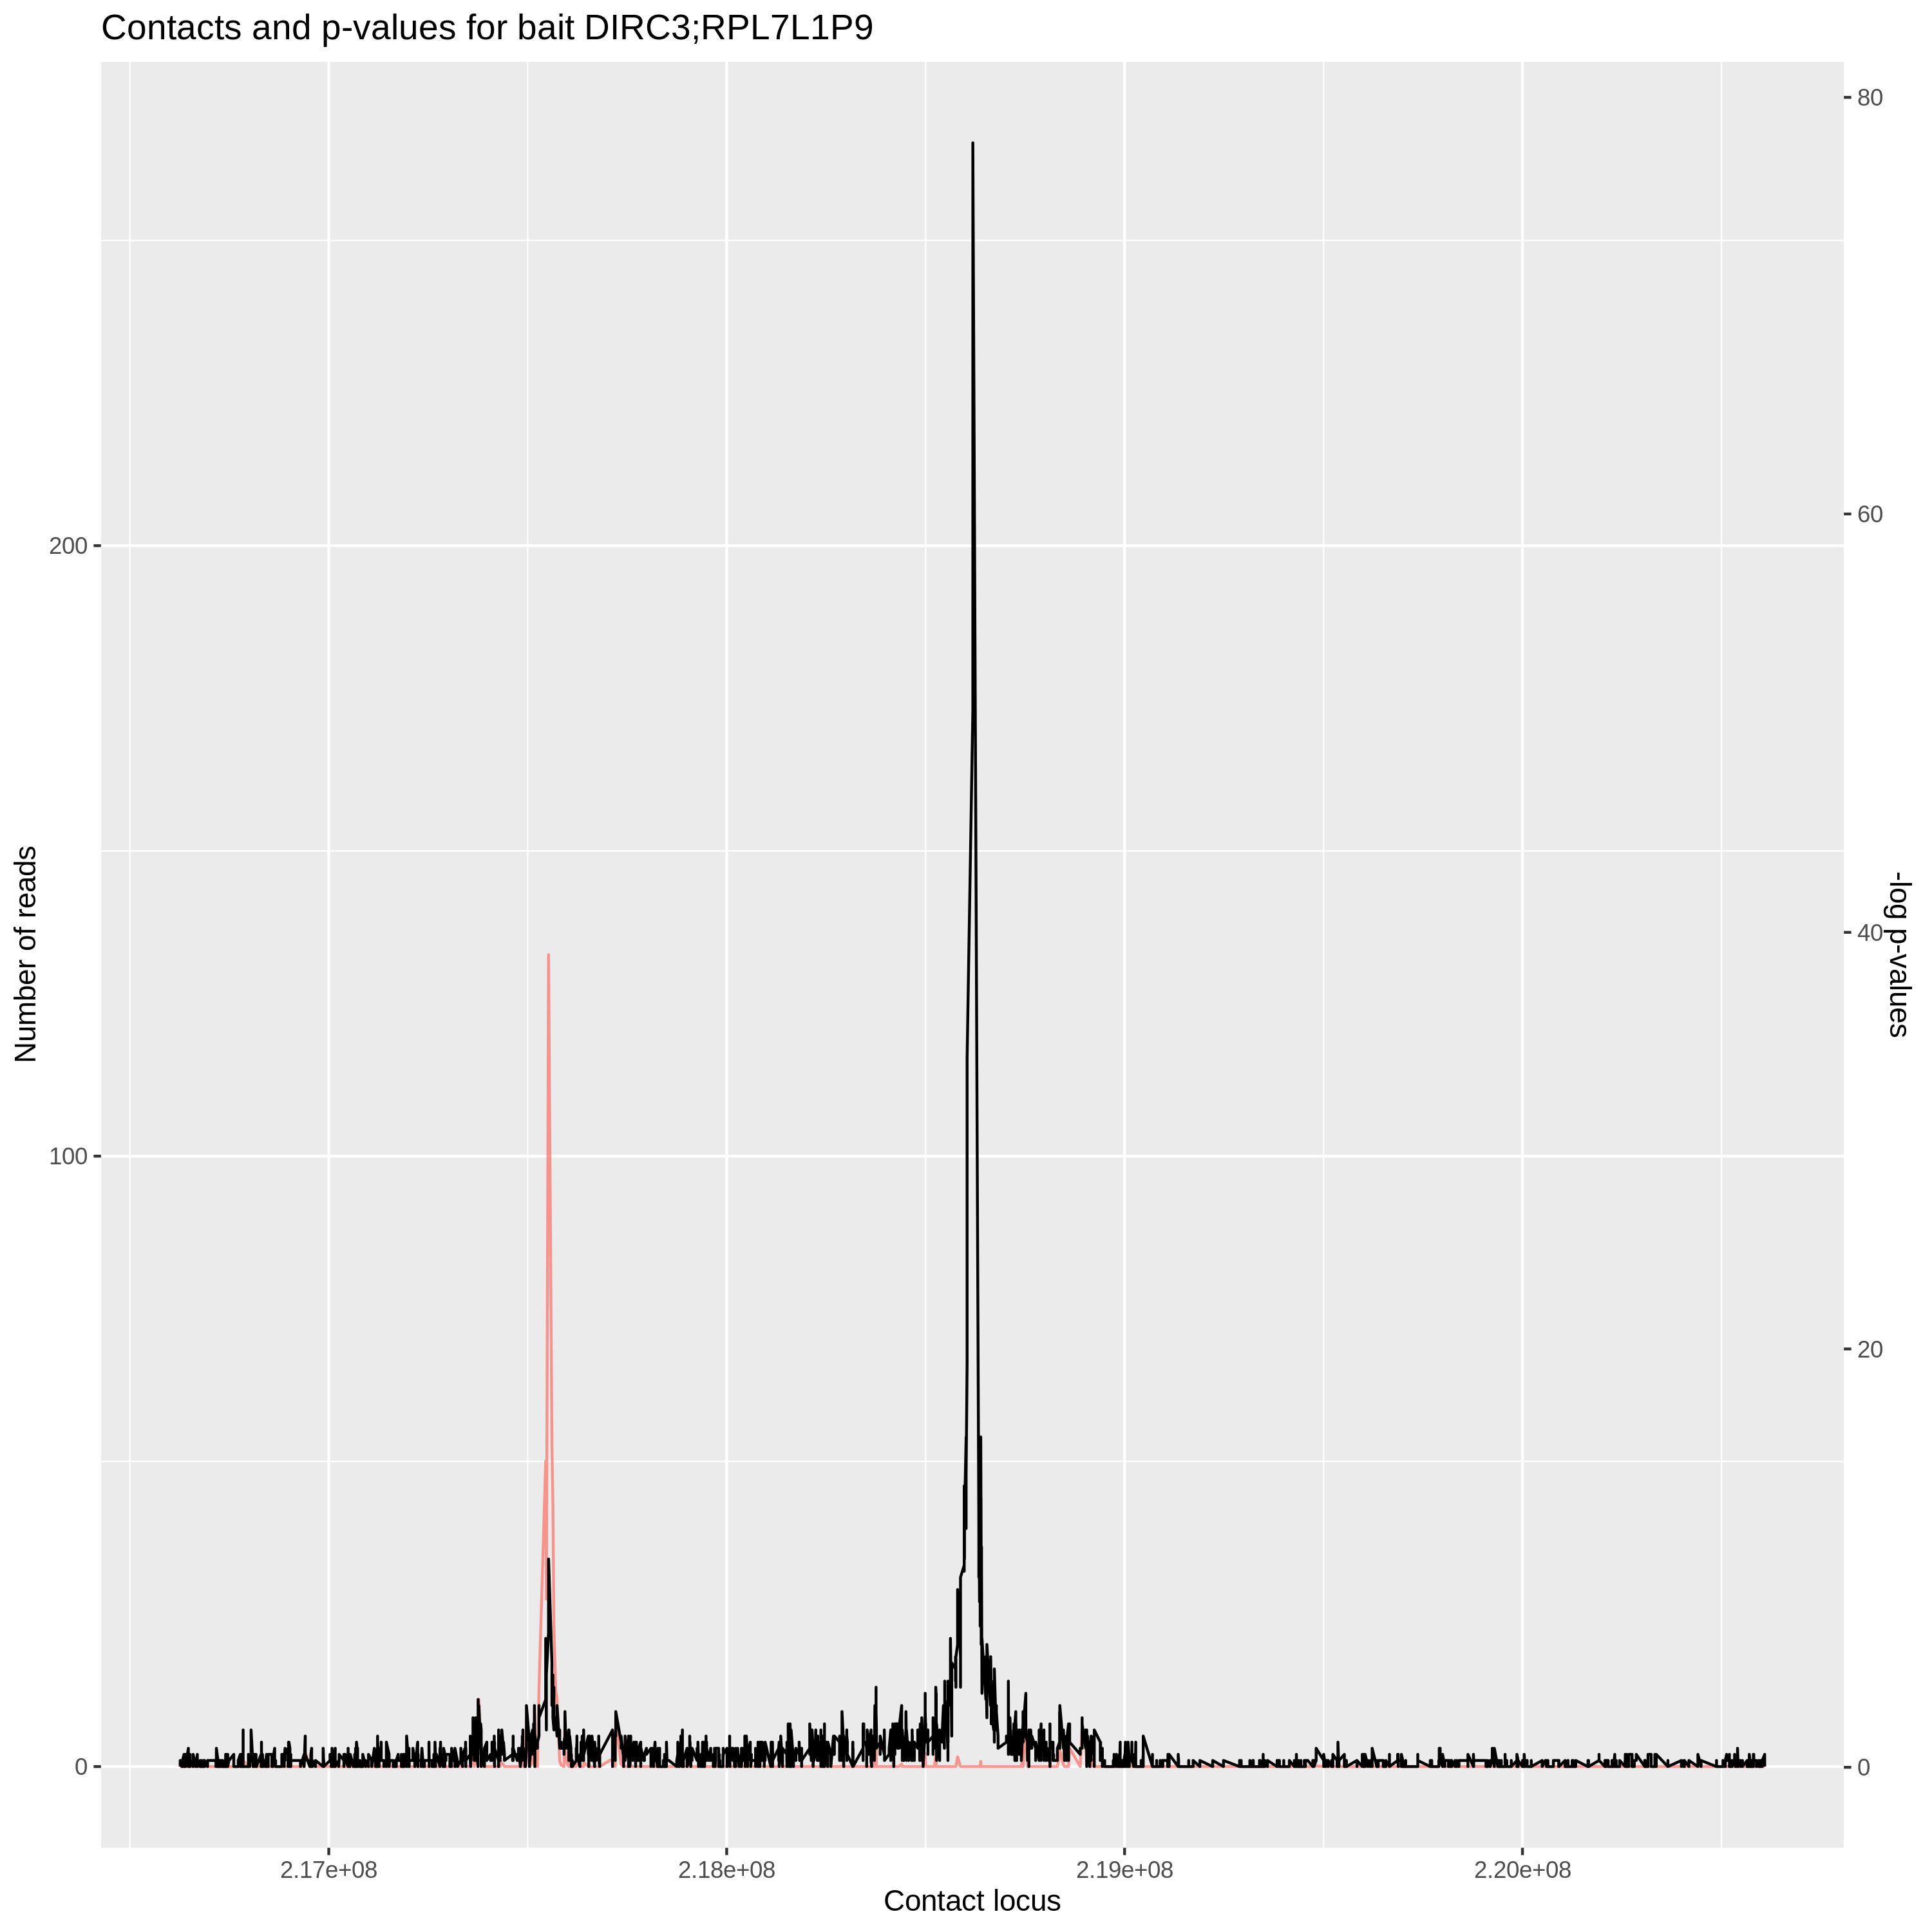 Contacts and p-values for bait DIRC3;RPL7L1P9
80
60
200
Number of reads
-log p-values
40
100
20
0
0
2.17e+08
2.18e+08
2.19e+08
2.20e+08
Contact locus